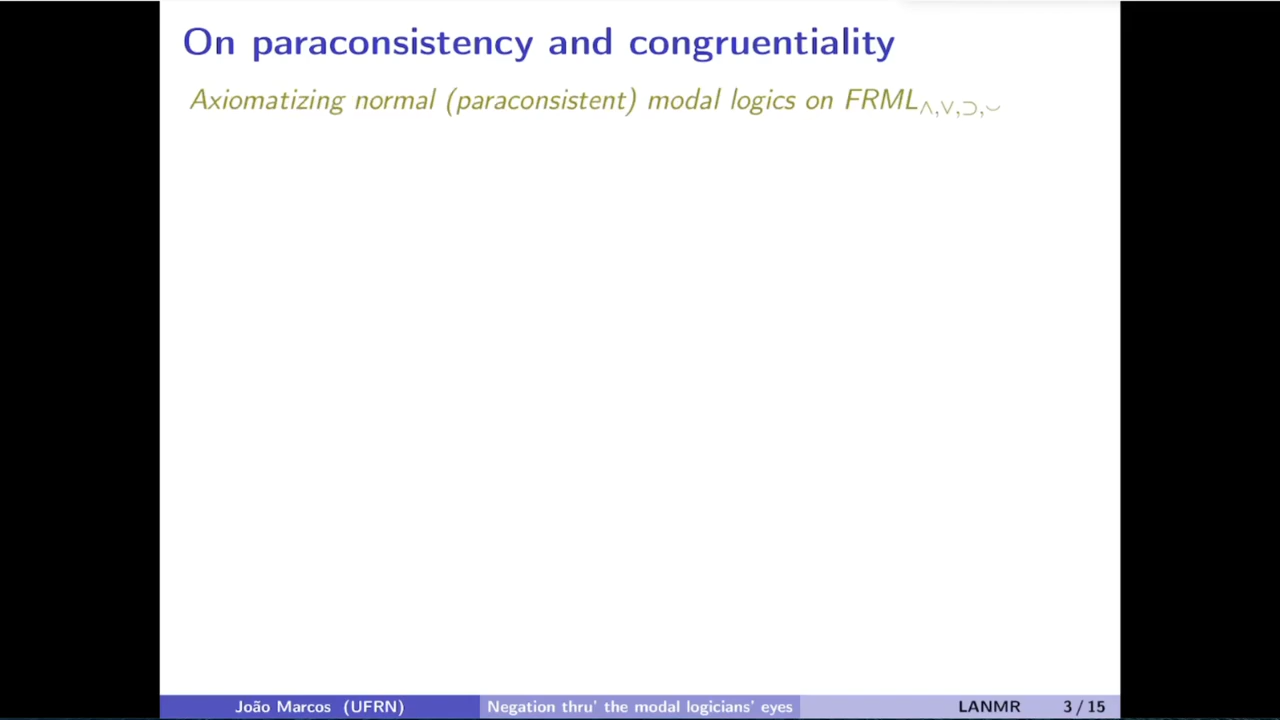 On paraconsistency and congruentiality
Axiomatizing normal (paraconsistent) modal logics on FRML∧,∨,⊃,⌣
João Marcos (UFRN) Negation thru' the modal logicians' eyes LANMR 3 / 15